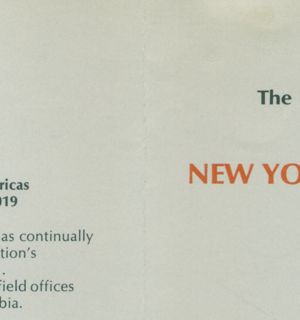 ricas
019
as continually
tion's
.
field offices
bia.
The
NEW YO